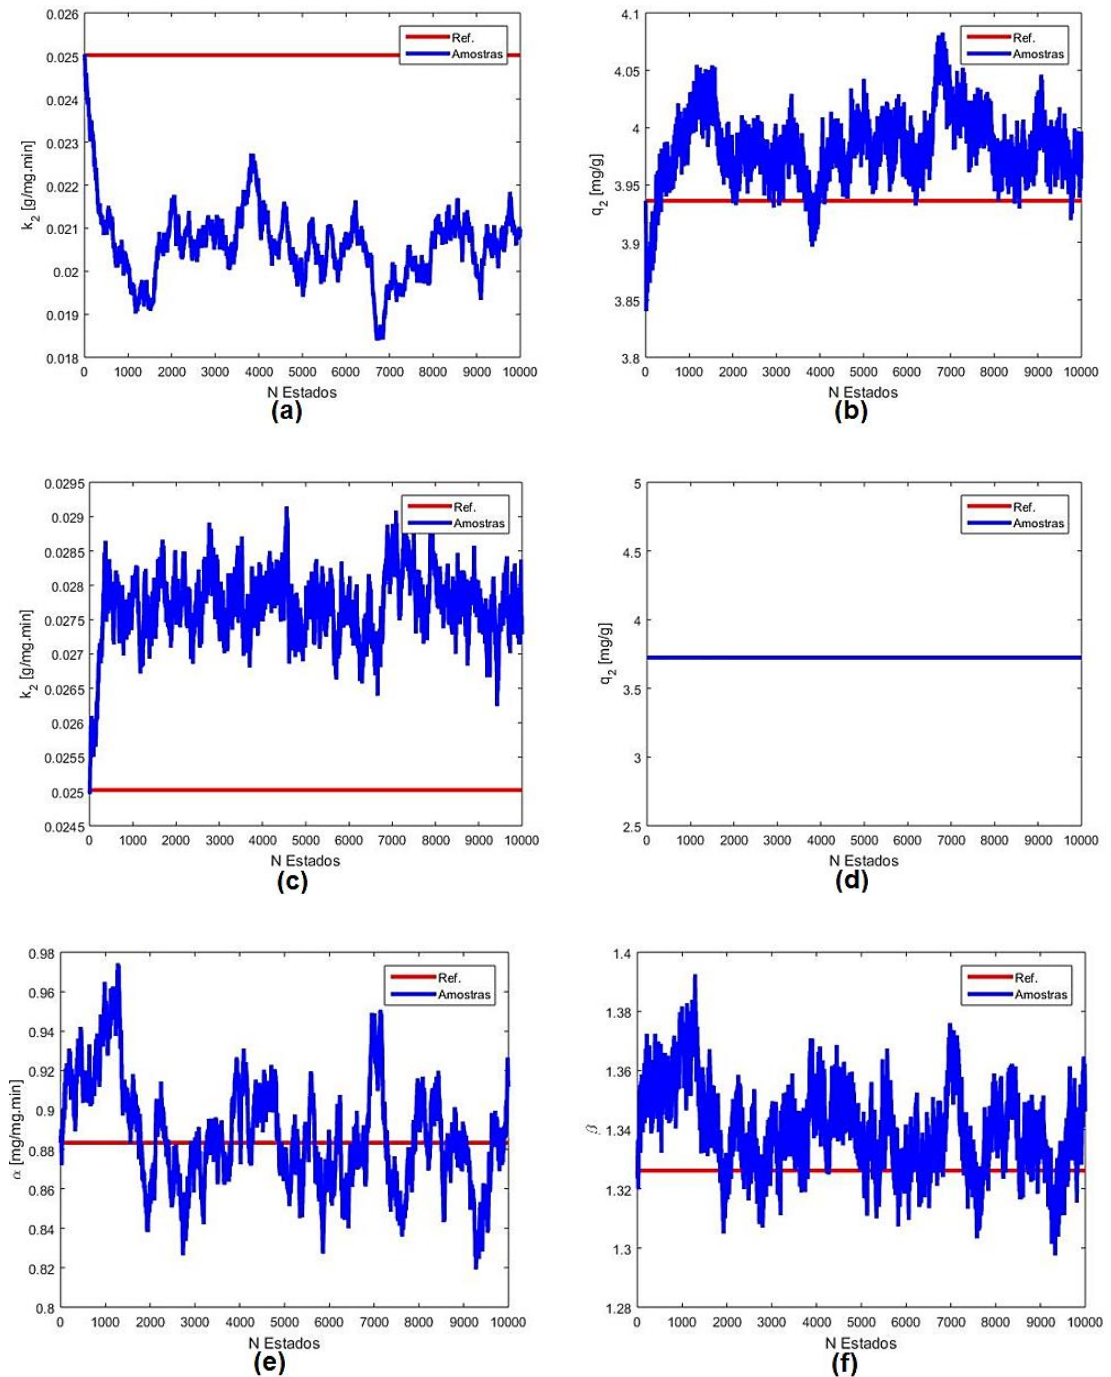 0.026
0.025
0.024
0.023
0.022
0.021
0.02
0.019
0.018
k2 [g/mg.min]
Ref.
Amostras
0 1000 2000 3000 4000 5000 6000 7000 8000 9000 10000
N Estados
(a)
4.1
4.05
4
3.95
3.9
3.85
3.8
q2 [mg/g]
Ref.
Amostras
0 1000 2000 3000 4000 5000 6000 7000 8000 9000 10000
N Estados
(b)
0.0295
0.029
0.0285
0.028
0.0275
0.027
0.0265
0.026
0.0255
0.025
0.0245
k2 [g/mg.min]
Ref.
Amostras
0 1000 2000 3000 4000 5000 6000 7000 8000 9000 10000
N Estados
(c)
5
4.5
4
3.5
3
2.5
q2 [mg/g]
Ref.
Amostras
0 1000 2000 3000 4000 5000 6000 7000 8000 9000 10000
N Estados
(d)
0.98
0.96
0.94
0.92
0.9
0.88
0.86
0.84
0.82
0.8
α [mg/mg.min]
Ref.
Amostras
0 1000 2000 3000 4000 5000 6000 7000 8000 9000 10000
N Estados
(e)
1.4
1.38
1.36
1.34
1.32
1.3
1.28
β
Ref.
Amostras
0 1000 2000 3000 4000 5000 6000 7000 8000 9000 10000
N Estados
(f)